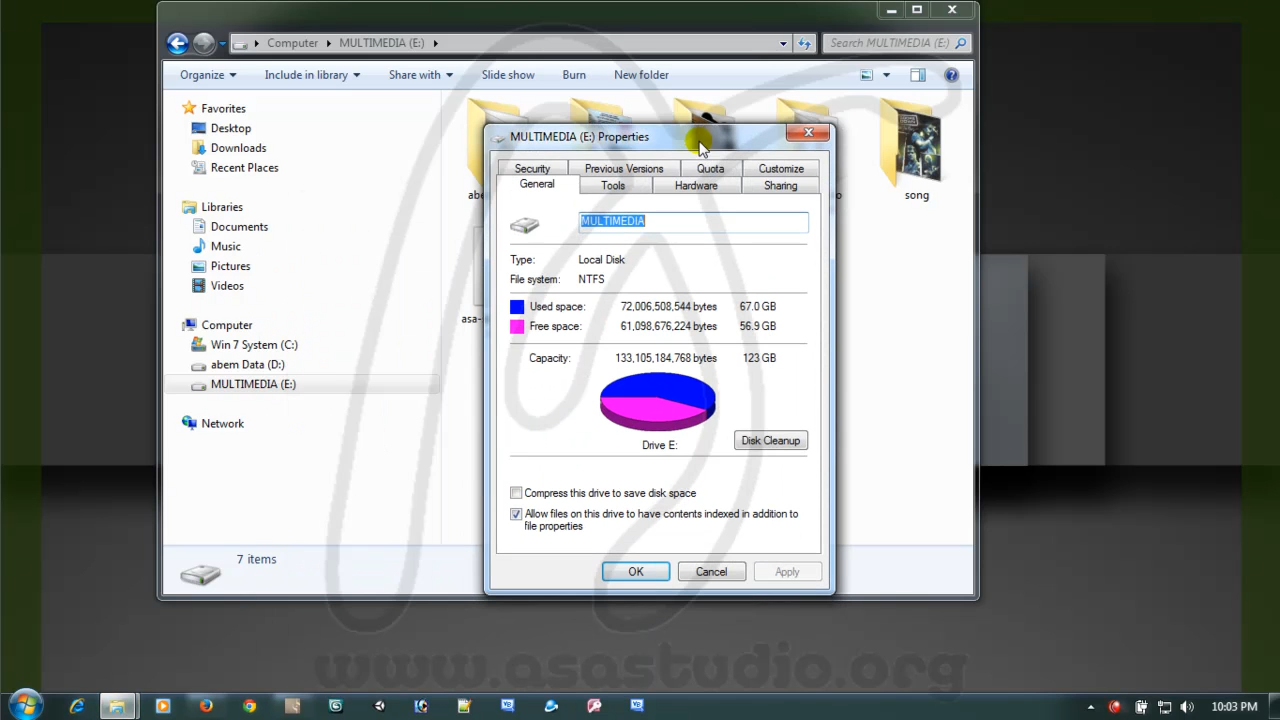 Computer ▸ MULTIMEDIA (E:) ▸
Search MULTIMEDIA (E:)
Organize
Include in library
Share with
Slide show
Burn
New folder
Favorites
Desktop
Downloads
Recent Places
Libraries
Documents
Music
Pictures
Videos
Computer
Win 7 System (C:)
abem Data (D:)
MULTIMEDIA (E:)
Network
song
7 items
MULTIMEDIA (E:) Properties
Security
Previous Versions
Quota
Customize
General
Tools
Hardware
Sharing
MULTIMEDIA
Type: Local Disk
File system: NTFS
Used space: 72,006,508,544 bytes 67.0 GB
Free space: 61,098,676,224 bytes 56.9 GB
Capacity: 133,105,184,768 bytes 123 GB
Drive E:
Disk Cleanup
Compress this drive to save disk space
Allow files on this drive to have contents indexed in addition to
file properties
OK
Cancel
Apply
www.asastudio.org
10:03 PM